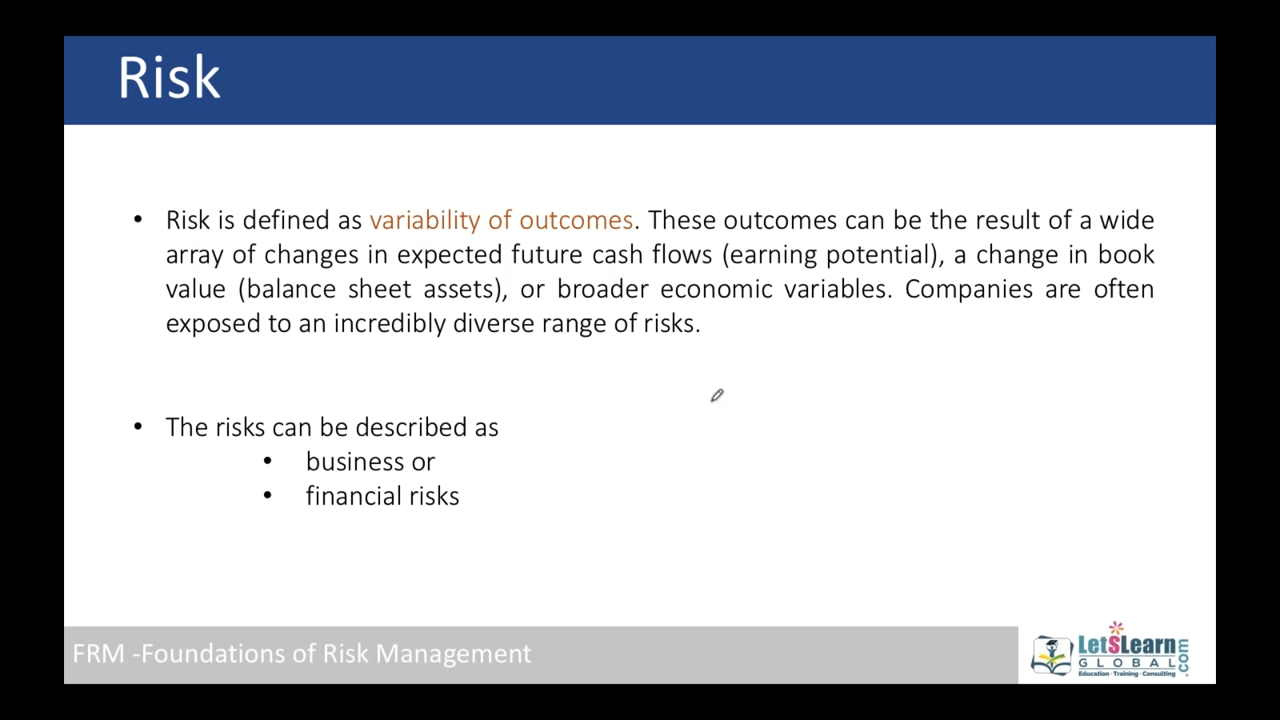 Risk
• Risk is defined as variability of outcomes. These outcomes can be the result of a wide
array of changes in expected future cash flows (earning potential), a change in book
value (balance sheet assets), or broader economic variables. Companies are often
exposed to an incredibly diverse range of risks.
• The risks can be described as
• business or
• financial risks
FRM -Foundations of Risk Management
LetSLearn
GLOBAL
.com
Education · Training · Consulting